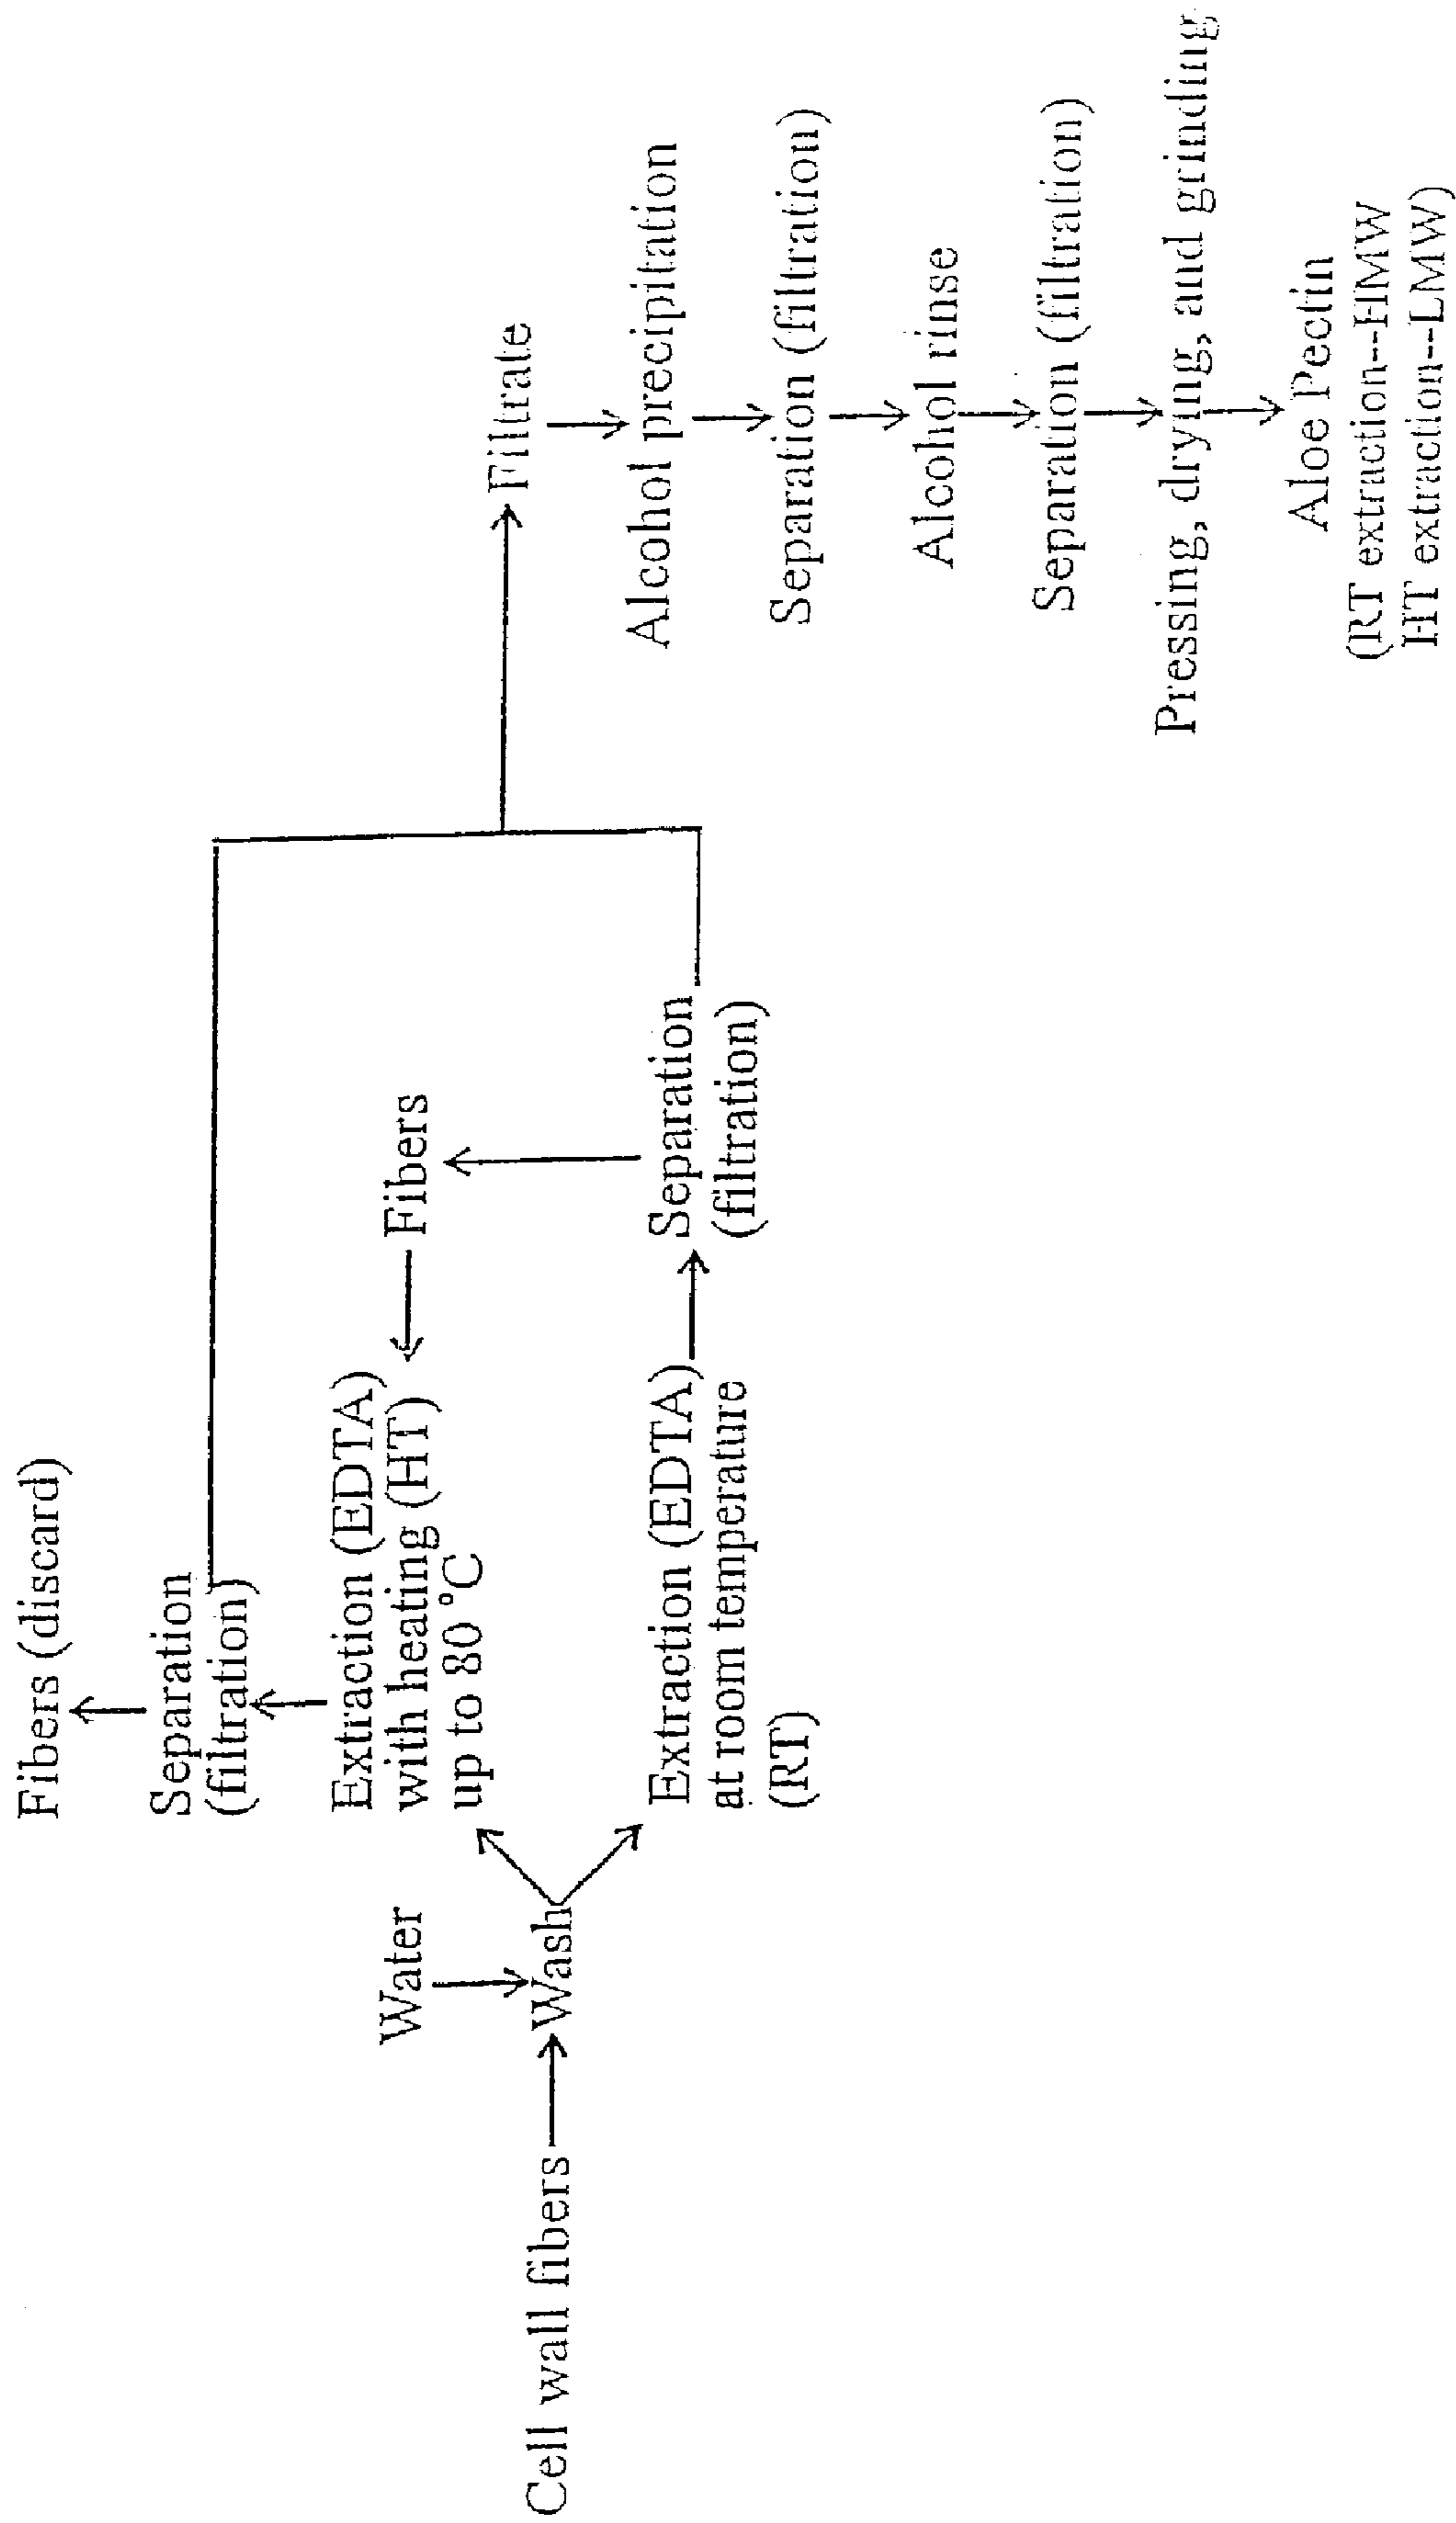 Fibers (discard)
Separation
(filtration)
Extraction (EDTA)
with heating (HT)
up to 80 °C
Fibers
Water
Cell wall fibers
Wash
Extraction (EDTA)
at room temperature
(RT)
Separation
(filtration)
Filtrate
Alcohol precipitation
Separation (filtration)
Alcohol rinse
Separation (filtration)
Pressing, drying, and grinding
Aloe Pectin
(RT extraction--HMW
HT extraction--LMW)